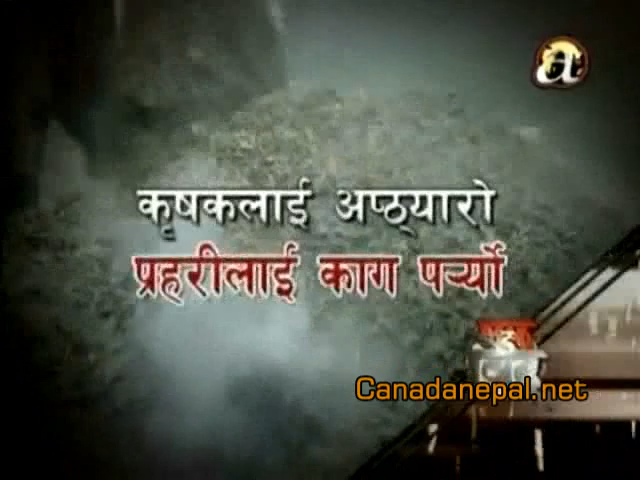 a
कृषकलाई अप्ठ्यारो
प्रहरीलाई काग पर्‍यो
Canadanepal.net